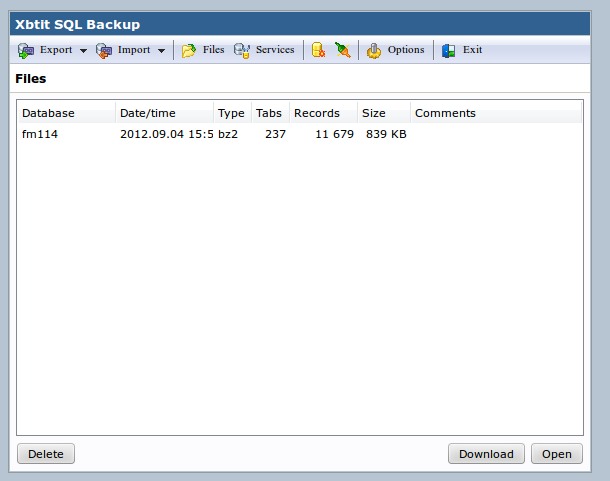 Xbtit SQL Backup
Export Import Files Services Options Exit
Files
Database Date/time Type Tabs Records Size Comments
fm114 2012.09.04 15:5 bz2 237 11 679 839 KB
Delete Download Open